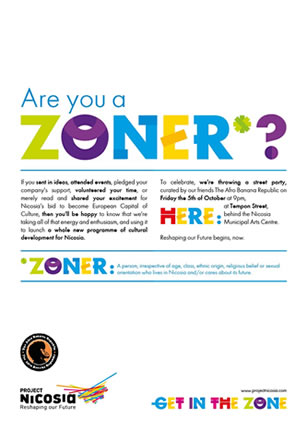 Are you a
ZONER*?
If you sent in ideas, attended events, pledged your
company's support, volunteered your time, or
merely read and shared your excitement for
Nicosia's bid to become European Capital of
Culture, then you'll be happy to know that we're
taking all of that energy and enthusiasm, and using it
to launch a whole new programme of cultural
development for Nicosia.
To celebrate, we're throwing a street party,
curated by our friends The Afro Banana Republic on
Friday the 5th of October at 9pm,
HERE:
at Tempon Street,
behind the Nicosia
Municipal Arts Centre.
Reshaping our Future begins, now.
*ZONER:
A person, irrespective of age, class, ethnic origin, religious belief or sexual
orientation who lives in Nicosia and/or cares about its future.
PROJECT
NICOSIA
Reshaping our Future
www.projectnicosia.com
GET IN THE ZONE